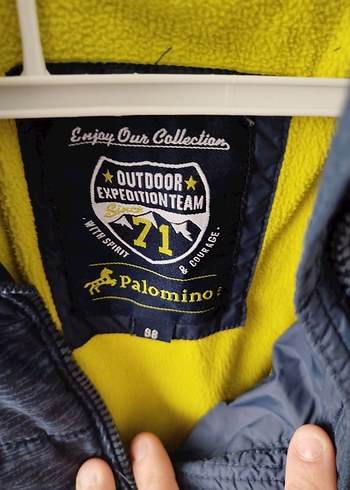 Enjoy Our Collection
OUTDOOR
EXPEDITION TEAM
Since
71
· WITH SPIRIT
& COURAGE ·
Palomino
98